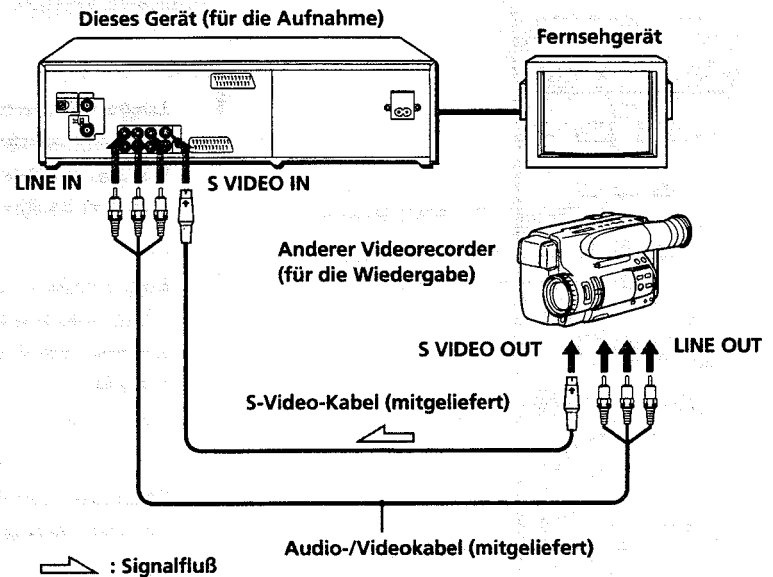 Dieses Gerät (für die Aufnahme)
Fernsehgerät
LINE IN
S VIDEO IN
Anderer Videorecorder
(für die Wiedergabe)
S VIDEO OUT
LINE OUT
S-Video-Kabel (mitgeliefert)
Audio-/Videokabel (mitgeliefert)
: Signalfluß